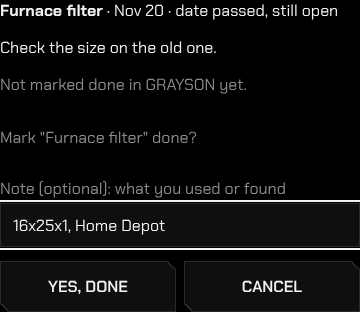 Furnace filter · Nov 20 · date passed, still open
Check the size on the old one.
Not marked done in GRAYSON yet.
Mark "Furnace filter" done?
Note (optional): what you used or found
16x25x1, Home Depot
YES, DONE
CANCEL